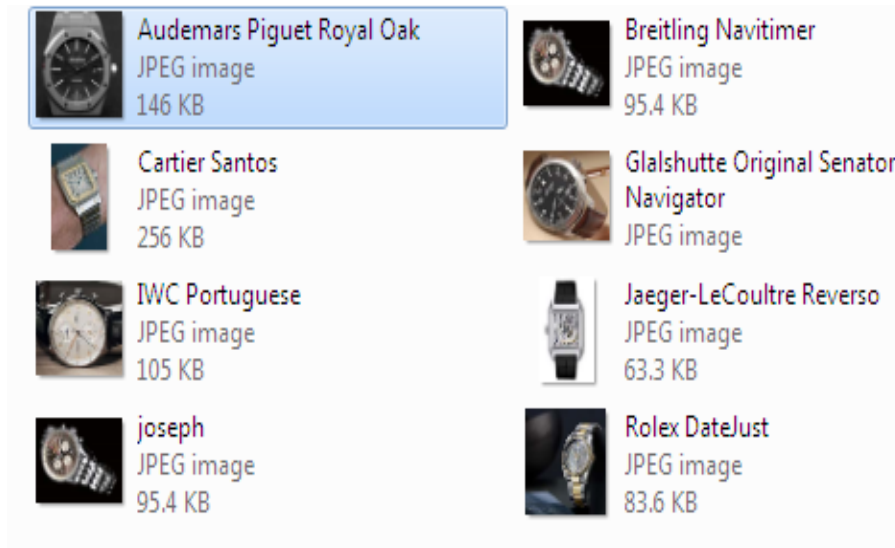 Audemars Piguet Royal Oak
JPEG image
146 KB
Breitling Navitimer
JPEG image
95.4 KB
Cartier Santos
JPEG image
256 KB
Glalshutte Original Senator
Navigator
JPEG image
IWC Portuguese
JPEG image
105 KB
Jaeger-LeCoultre Reverso
JPEG image
63.3 KB
joseph
JPEG image
95.4 KB
Rolex DateJust
JPEG image
83.6 KB